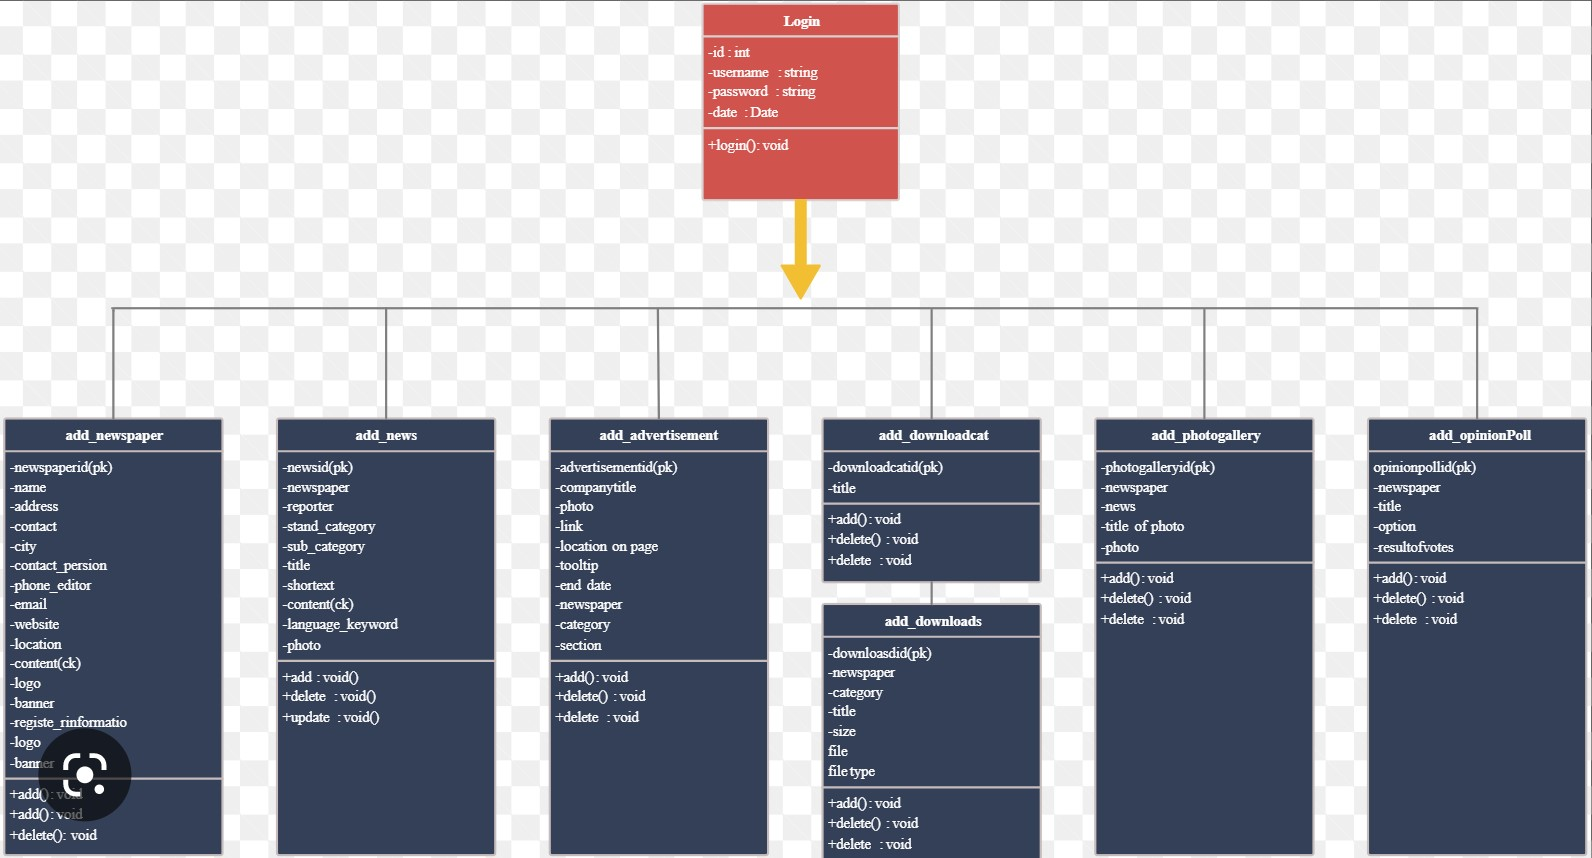 Login
-id : int
-username : string
-password : string
-date : Date
+login(): void
add_newspaper
-newspaperid(pk)
-name
-address
-contact
-city
-contact_persion
-phone_editor
-email
-website
-location
-content(ck)
-logo
-banner
-registe_rinformatio
-logo
-banner
+add(): void
+add(): void
+delete(): void
add_news
-newsid(pk)
-newspaper
-reporter
-stand_category
-sub_category
-title
-shortext
-content(ck)
-language_keyword
-photo
+add : void()
+delete : void()
+update : void()
add_advertisement
-advertisementid(pk)
-companytitle
-photo
-link
-location on page
-tooltip
-end date
-newspaper
-category
-section
+add(): void
+delete() : void
+delete : void
add_downloadcat
-downloadcatid(pk)
-title
+add() : void
+delete() : void
+delete : void
add_downloads
-downloasdid(pk)
-newspaper
-category
-title
-size
file
file type
+add() : void
+delete() : void
+delete : void
add_photogallery
-photogalleryid(pk)
-newspaper
-news
-title of photo
-photo
+add() : void
+delete() : void
+delete : void
add_opinionPoll
opinionpollid(pk)
-newspaper
-title
-option
-resultofvotes
+add() : void
+delete() : void
+delete : void